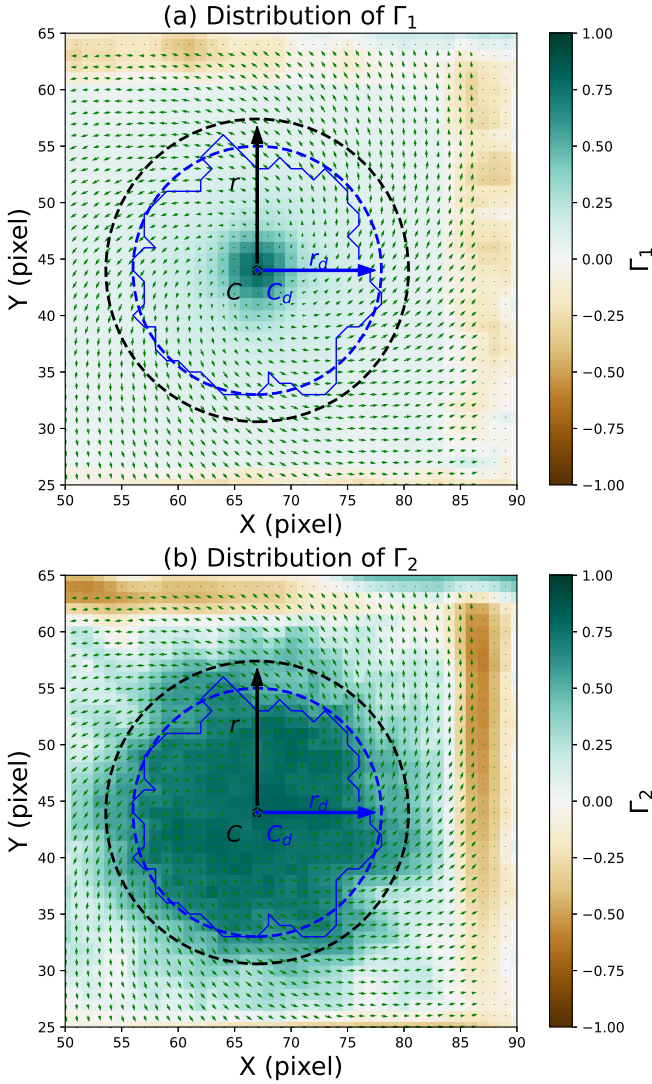 (a) Distribution of Γ₁
65
60
55
50
45
40
35
30
25
Y (pixel)
r
r_d
C
C_d
50 55 60 65 70 75 80 85 90
X (pixel)
1.00
0.75
0.50
0.25
0.00
−0.25
−0.50
−0.75
−1.00
Γ₁
(b) Distribution of Γ₂
65
60
55
50
45
40
35
30
25
Y (pixel)
r
r_d
C
C_d
50 55 60 65 70 75 80 85 90
X (pixel)
1.00
0.75
0.50
0.25
0.00
−0.25
−0.50
−0.75
−1.00
Γ₂